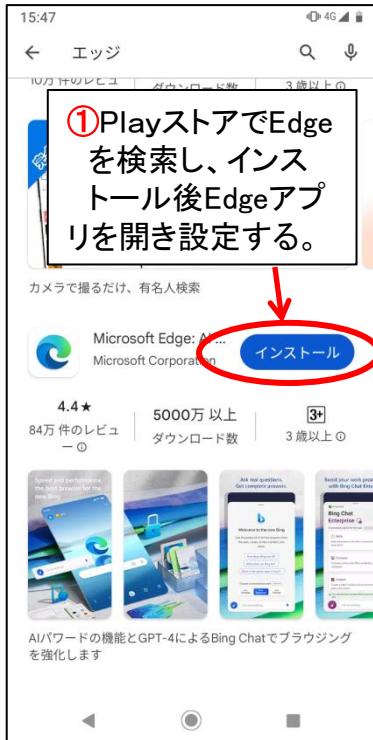 15:47
4G
エッジ
10万 件のレビュ
ダウンロード数
3 歳以上
①PlayストアでEdge
を検索し、インス
トール後Edgeアプ
リを開き設定する。
カメラで撮るだけ、有名人検索
Microsoft Edge: AI ...
Microsoft Corporation
インストール
4.4★
5000万 以上
3+
84万 件のレビュ
ー
ダウンロード数
3 歳以上
Speed and performance,
the best browser for the
new Bing
Ask real questions.
Get complete answers.
Welcome to the new Bing
Boost your work prod
with Bing Chat Ente
Bing Chat
Enterprise
AIパワードの機能とGPT-4によるBing Chatでブラウジング
を強化します